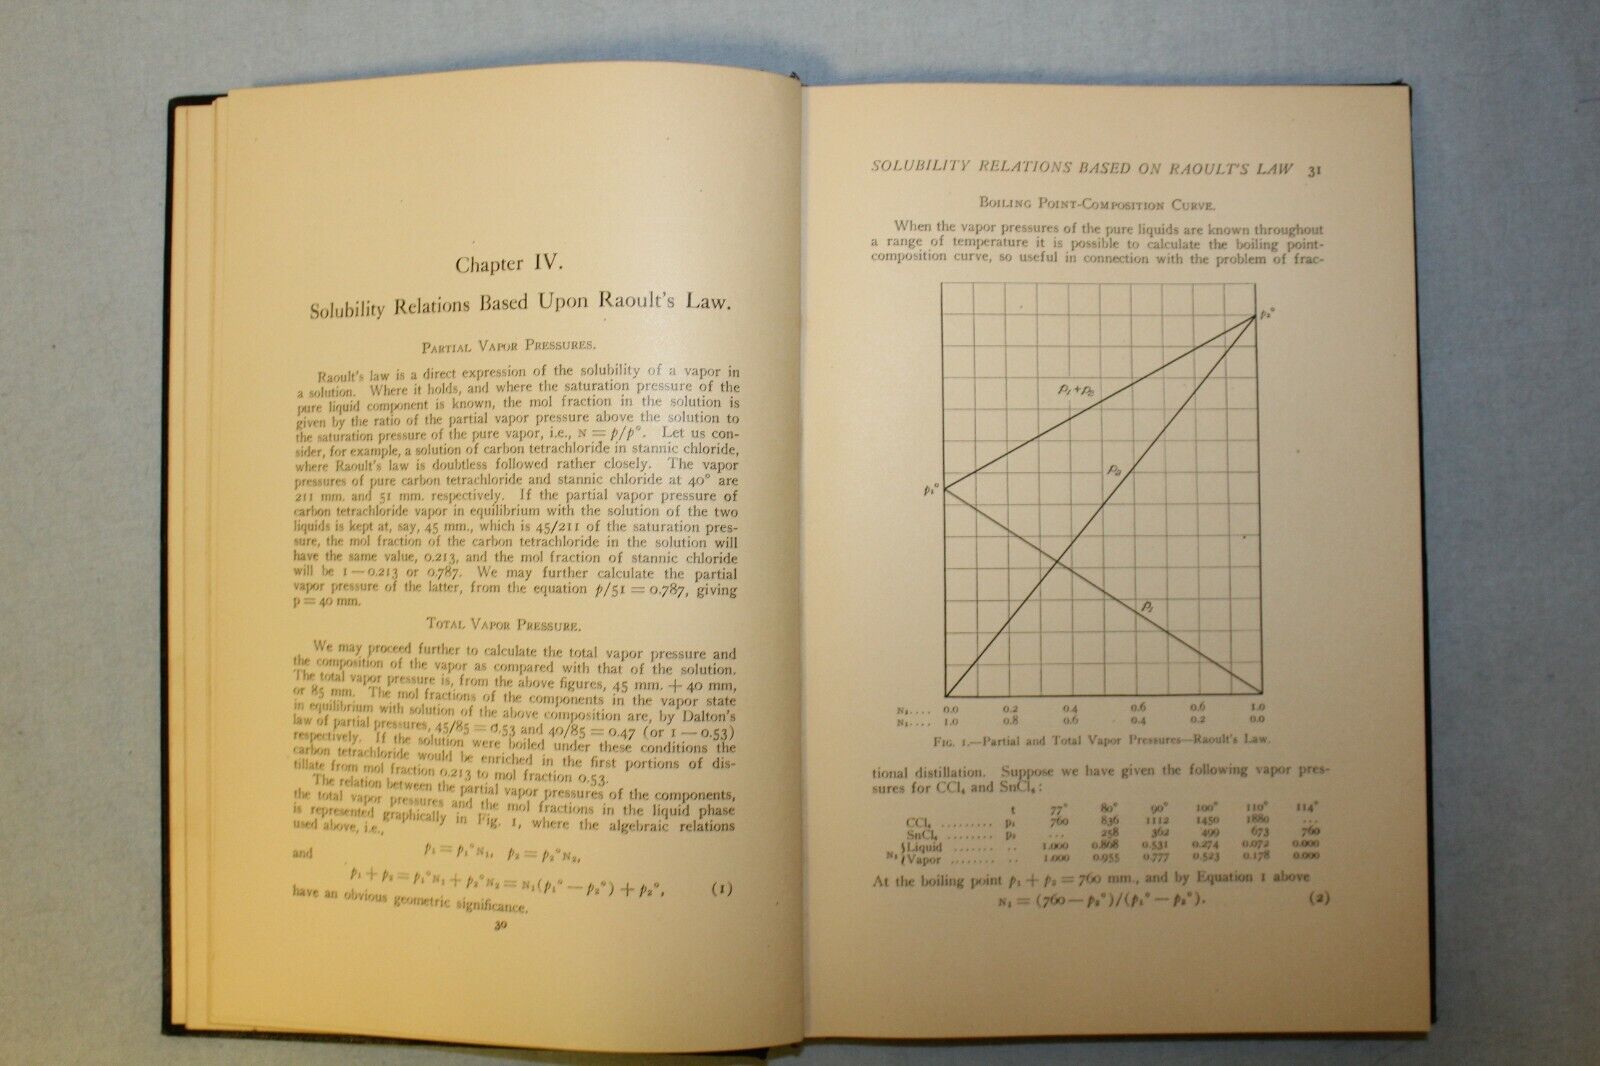 Chapter IV.
Solubility Relations Based Upon Raoult's Law.
Partial Vapor Pressures.
Raoult's law is a direct expression of the solubility of a vapor in
a solution. Where it holds, and where the saturation pressure of the
pure liquid component is known, the mol fraction in the solution is
given by the ratio of the partial vapor pressure above the solution to
the saturation pressure of the pure vapor, i.e., N = p/p°. Let us con-
sider, for example, a solution of carbon tetrachloride in stannic chloride,
where Raoult's law is doubtless followed rather closely. The vapor
pressures of pure carbon tetrachloride and stannic chloride at 40° are
211 mm. and 51 mm. respectively. If the partial vapor pressure of
carbon tetrachloride vapor in equilibrium with the solution of the two
liquids is kept at, say, 45 mm., which is 45/211 of the saturation pres-
sure, the mol fraction of the carbon tetrachloride in the solution will
have the same value, 0.213, and the mol fraction of stannic chloride
will be 1 — 0.213 or 0.787. We may further calculate the partial
vapor pressure of the latter, from the equation p/51 = 0.787, giving
p = 40 mm.
Total Vapor Pressure.
We may proceed further to calculate the total vapor pressure and
the composition of the vapor as compared with that of the solution.
The total vapor pressure is, from the above figures, 45 mm. + 40 mm,
or 85 mm. The mol fractions of the components in the vapor state
in equilibrium with solution of the above composition are, by Dalton's
law of partial pressures, 45/85 = 0.53 and 40/85 = 0.47 (or 1 — 0.53)
respectively. If the solution were boiled under these conditions the
carbon tetrachloride would be enriched in the first portions of dis-
tillate from mol fraction 0.213 to mol fraction 0.53.
The relation between the partial vapor pressures of the components,
the total vapor pressures and the mol fractions in the liquid phase
is represented graphically in Fig. 1, where the algebraic relations
used above, i.e.,
p₁ = p₁°N₁, p₂ = p₂°N₂,
and
p₁ + p₂ = p₁°N₁ + p₂°N₂ = N₁(p₁° — p₂°) + p₂°, (1)
have an obvious geometric significance.
30
SOLUBILITY RELATIONS BASED ON RAOULT'S LAW 31
Boiling Point-Composition Curve.
When the vapor pressures of the pure liquids are known throughout
a range of temperature it is possible to calculate the boiling point-
composition curve, so useful in connection with the problem of frac-
p₂°
p₁+p₂
p₂
p₁°
p₁
N₂.... 0.0 0.2 0.4 0.6 0.6 1.0
N₁.... 1.0 0.8 0.6 0.4 0.2 0.0
Fig. 1.—Partial and Total Vapor Pressures—Raoult's Law.
tional distillation. Suppose we have given the following vapor pres-
sures for CCl₄ and SnCl₄:
t 77° 80° 90° 100° 110° 114°
CCl₄ ......... p₁ 760 836 1112 1450 1880 ...
SnCl₄ ........ p₂ ... 258 362 499 673 760
N₁ { Liquid ....... .. 1.000 0.868 0.531 0.274 0.072 0.000
Vapor ........ .. 1.000 0.955 0.777 0.523 0.178 0.000
At the boiling point p₁ + p₂ = 760 mm., and by Equation 1 above
N₁ = (760 — p₂°)/(p₁° — p₂°). (2)